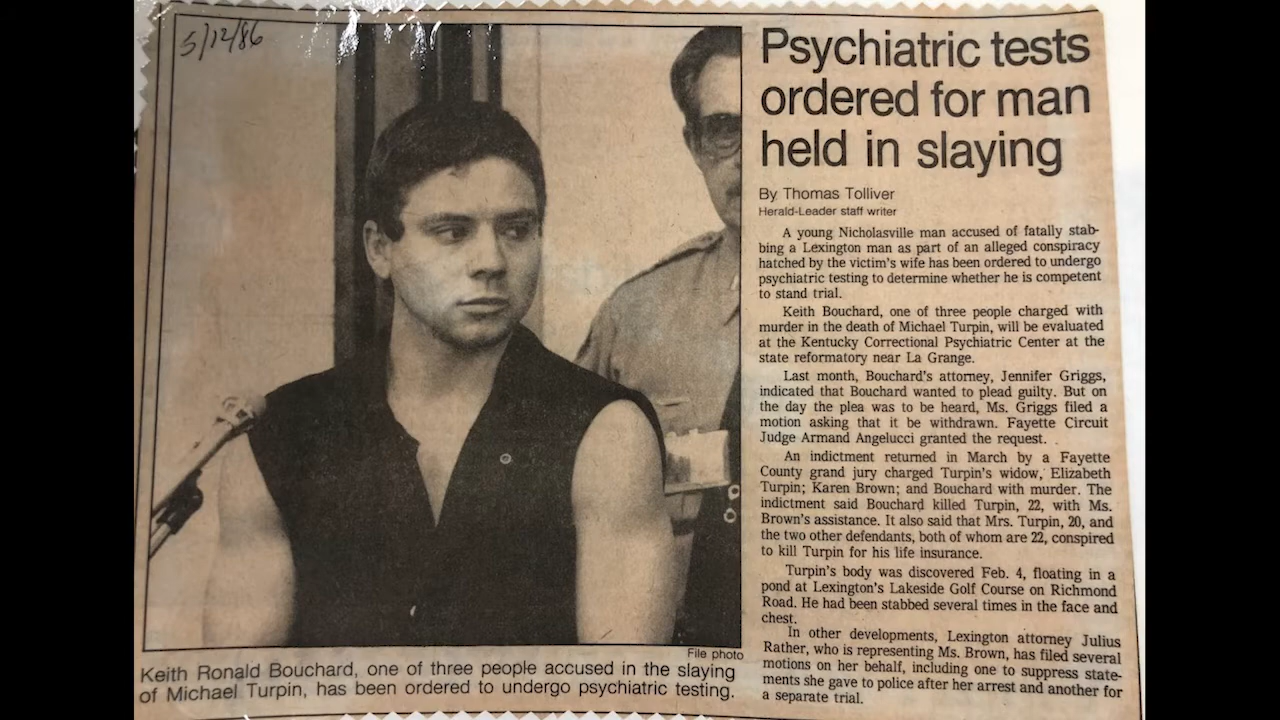 5/12/86
Psychiatric tests
ordered for man
held in slaying
By Thomas Tolliver
Herald-Leader staff writer
A young Nicholasville man accused of fatally stab-
bing a Lexington man as part of an alleged conspiracy
hatched by the victim's wife has been ordered to undergo
psychiatric testing to determine whether he is competent
to stand trial.
Keith Bouchard, one of three people charged with
murder in the death of Michael Turpin, will be evaluated
at the Kentucky Correctional Psychiatric Center at the
state reformatory near La Grange.
Last month, Bouchard's attorney, Jennifer Griggs,
indicated that Bouchard wanted to plead guilty. But on
the day the plea was to be heard, Ms. Griggs filed a
motion asking that it be withdrawn. Fayette Circuit
Judge Armand Angelucci granted the request.
An indictment returned in March by a Fayette
County grand jury charged Turpin's widow, Elizabeth
Turpin; Karen Brown; and Bouchard with murder. The
indictment said Bouchard killed Turpin, 22, with Ms.
Brown's assistance. It also said that Mrs. Turpin, 20, and
the two other defendants, both of whom are 22, conspired
to kill Turpin for his life insurance.
Turpin's body was discovered Feb. 4, floating in a
pond at Lexington's Lakeside Golf Course on Richmond
Road. He had been stabbed several times in the face and
chest.
In other developments, Lexington attorney Julius
Rather, who is representing Ms. Brown, has filed several
motions on her behalf, including one to suppress state-
ments she gave to police after her arrest and another for
a separate trial.
File photo
Keith Ronald Bouchard, one of three people accused in the slaying
of Michael Turpin, has been ordered to undergo psychiatric testing.